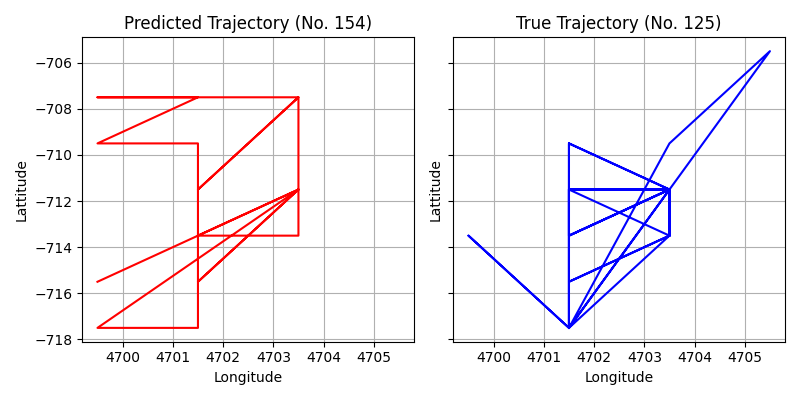 Predicted Trajectory (No. 154)
True Trajectory (No. 125)
−706
−708
−710
−712
−714
−716
−718
Lattitude
Lattitude
4700 4701 4702 4703 4704 4705
4700 4701 4702 4703 4704 4705
Longitude
Longitude